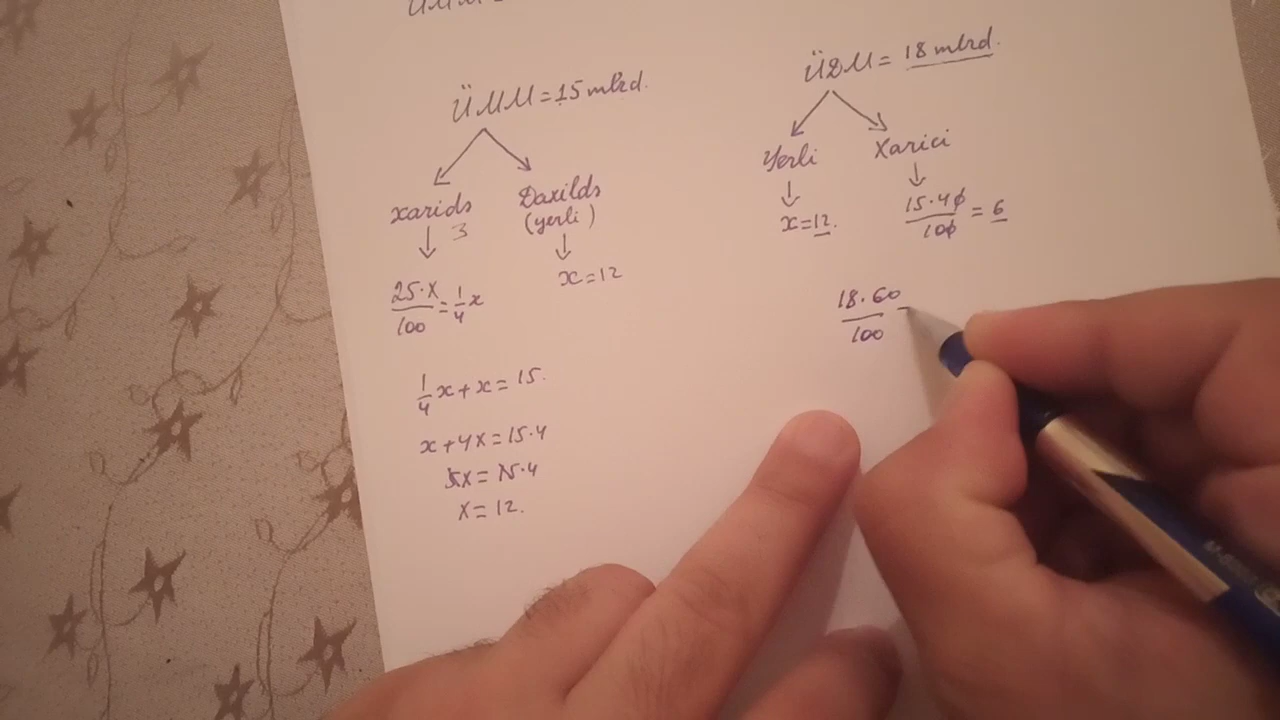 ÜMM =
ÜMM = 15 mlrd.
xaricdə
3
Daxildə
(yerli)
25·x/100 = 1/4 x
x = 12
1/4 x + x = 15.
x + 4x = 15·4
5x = 15·4
x = 12.
ÜDM = 18 mlrd.
Yerli
Xarici
x = 12.
15·40/100 = 6
18·60/100